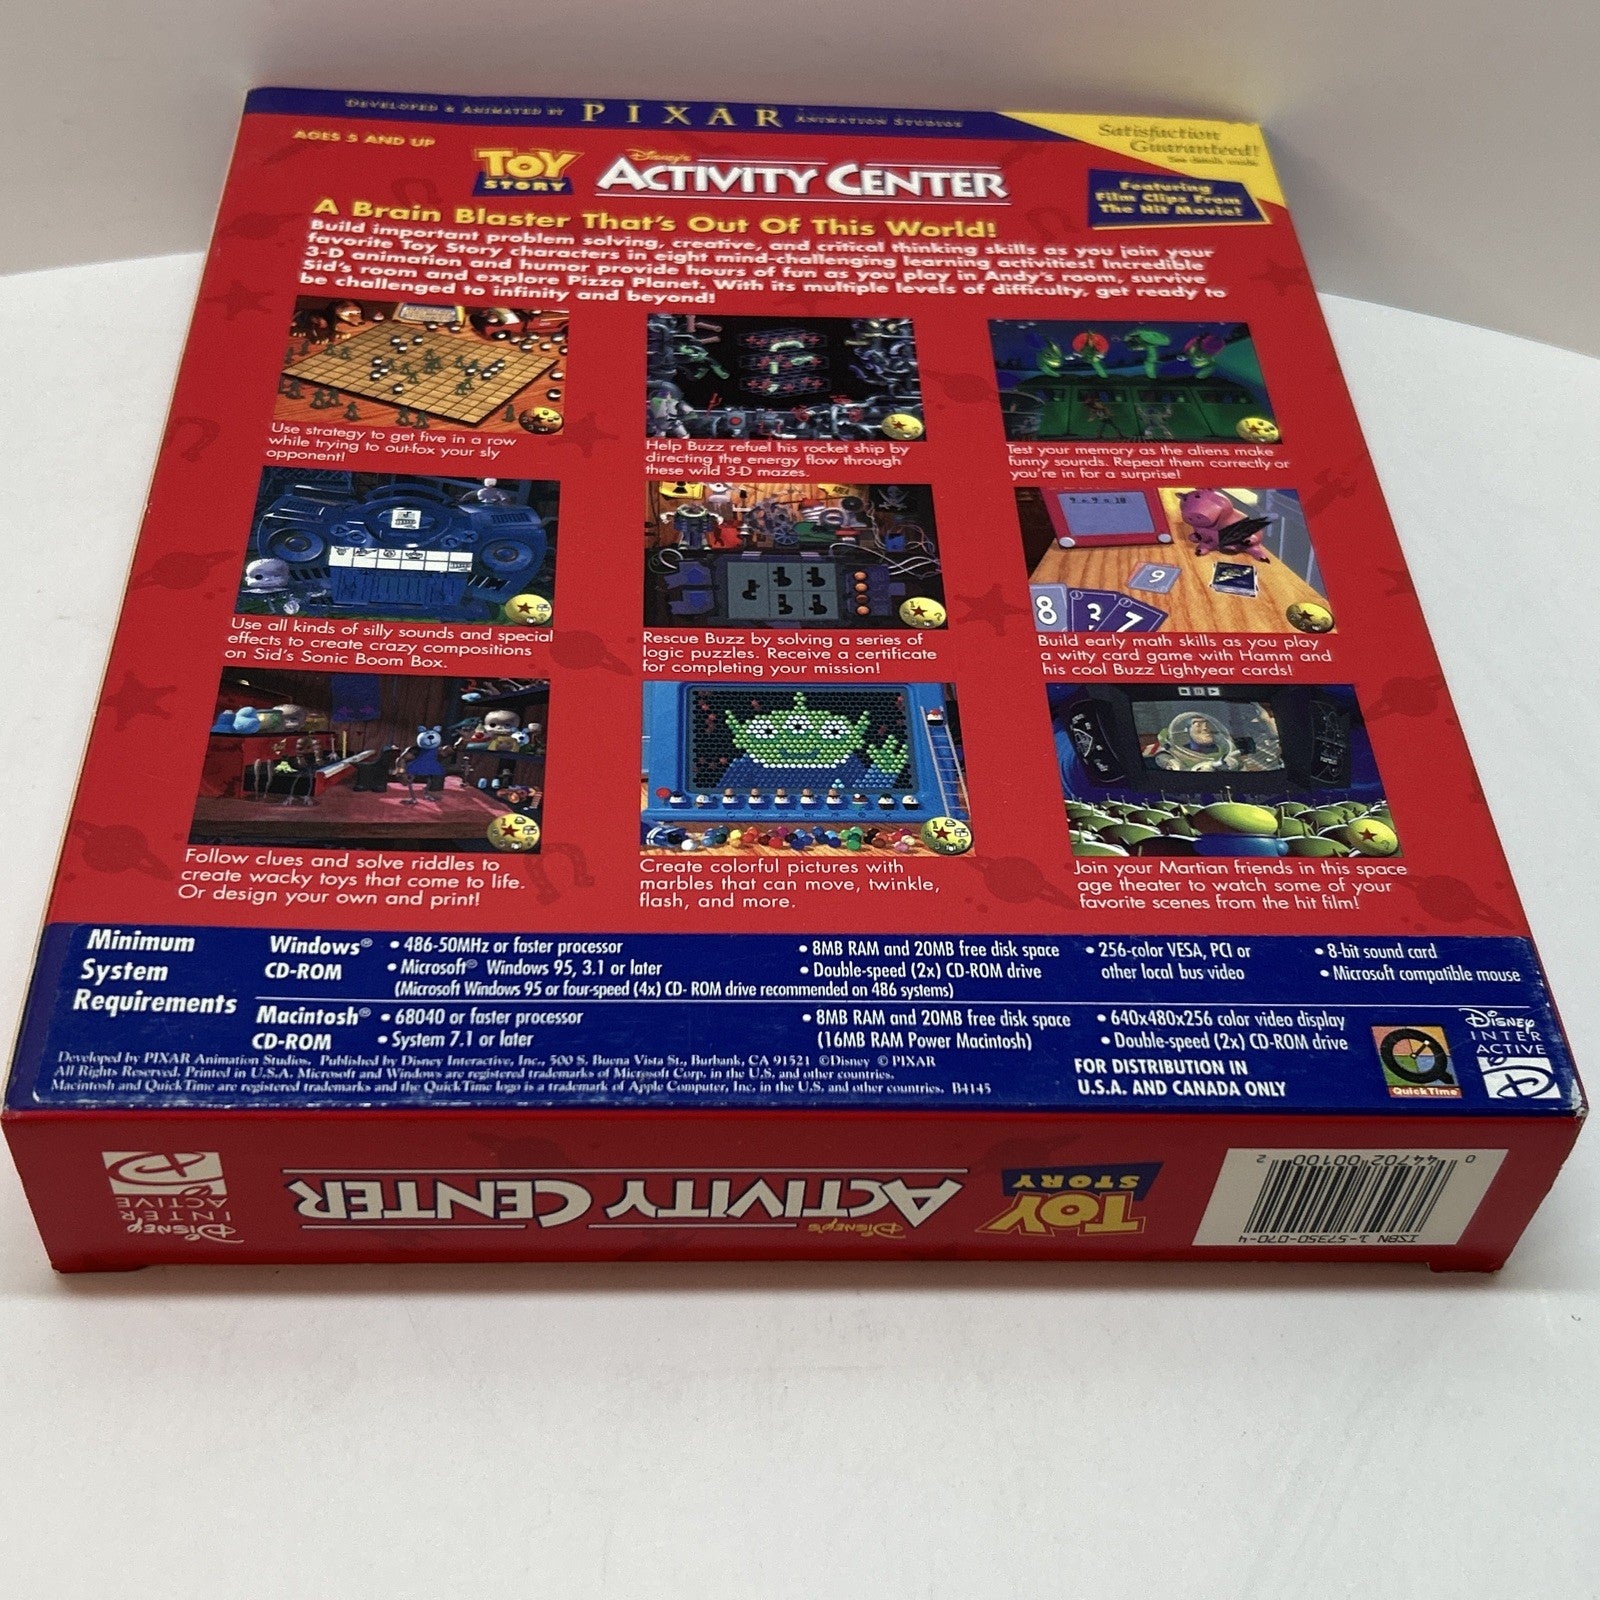 DEVELOPED & ANIMATED BY PIXAR ANIMATION STUDIOS
Satisfaction
Guaranteed!
See details inside
AGES 5 AND UP
TOY
STORY
Disney's
ACTIVITY CENTER
Featuring
Film Clips From
The Hit Movie!
A Brain Blaster That's Out Of This World!
Build important problem solving, creative, and critical thinking skills as you join your
favorite Toy Story characters in eight mind-challenging learning activities! Incredible
3-D animation and humor provide hours of fun as you play in Andy's room, survive
Sid's room and explore Pizza Planet. With its multiple levels of difficulty, get ready to
be challenged to infinity and beyond!
Use strategy to get five in a row
while trying to out-fox your sly
opponent!
Help Buzz refuel his rocket ship by
directing the energy flow through
these wild 3-D mazes.
Test your memory as the aliens make
funny sounds. Repeat them correctly or
you're in for a surprise!
9
8
3
7
Use all kinds of silly sounds and special
effects to create crazy compositions
on Sid's Sonic Boom Box.
Rescue Buzz by solving a series of
logic puzzles. Receive a certificate
for completing your mission!
Build early math skills as you play
a witty card game with Hamm and
his cool Buzz Lightyear cards!
Follow clues and solve riddles to
create wacky toys that come to life.
Or design your own and print!
Create colorful pictures with
marbles that can move, twinkle,
flash, and more.
Join your Martian friends in this space
age theater to watch some of your
favorite scenes from the hit film!
Minimum
System
Requirements
Windows®
CD-ROM
• 486-50MHz or faster processor
• Microsoft® Windows 95, 3.1 or later
(Microsoft Windows 95 or four-speed (4x) CD- ROM drive recommended on 486 systems)
• 8MB RAM and 20MB free disk space
• Double-speed (2x) CD-ROM drive
• 256-color VESA, PCI or
other local bus video
• 8-bit sound card
• Microsoft compatible mouse
Macintosh®
CD-ROM
• 68040 or faster processor
• System 7.1 or later
• 8MB RAM and 20MB free disk space
(16MB RAM Power Macintosh)
• 640x480x256 color video display
• Double-speed (2x) CD-ROM drive
Developed by PIXAR Animation Studios. Published by Disney Interactive, Inc., 500 S. Buena Vista St., Burbank, CA 91521 ©Disney © PIXAR
All Rights Reserved. Printed in U.S.A. Microsoft and Windows are registered trademarks of Microsoft Corp. in the U.S. and other countries.
Macintosh and QuickTime are registered trademarks and the QuickTime logo is a trademark of Apple Computer, Inc. in the U.S. and other countries. B4145
FOR DISTRIBUTION IN
U.S.A. AND CANADA ONLY
QuickTime
DISNEY
INTER
ACTIVE
D
TOY
STORY
Disney's
ACTIVITY CENTER
DISNEY
INTER
ACTIVE
D
ISBN 1-57350-070-4
0 44702 00100 2